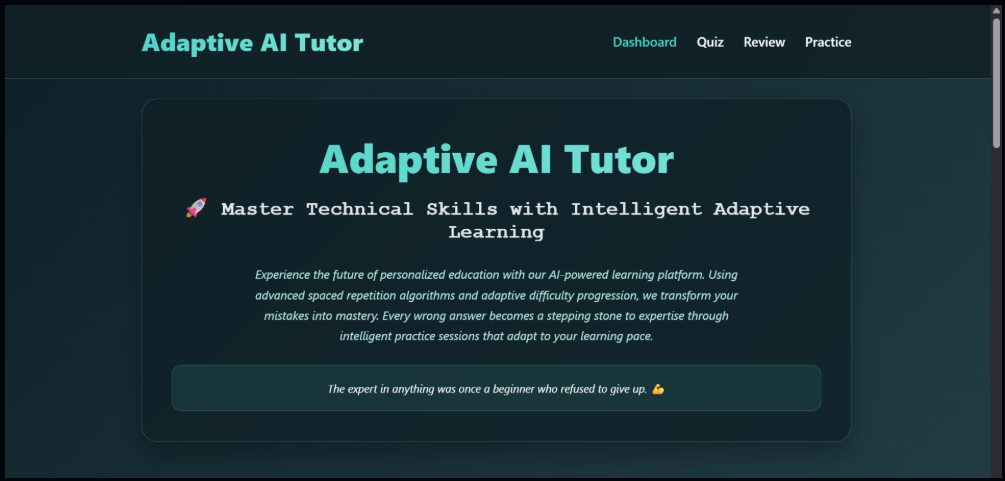 Adaptive AI Tutor
Dashboard Quiz Review Practice
Adaptive AI Tutor
🚀 Master Technical Skills with Intelligent Adaptive
Learning
Experience the future of personalized education with our AI-powered learning platform. Using
advanced spaced repetition algorithms and adaptive difficulty progression, we transform your
mistakes into mastery. Every wrong answer becomes a stepping stone to expertise through
intelligent practice sessions that adapt to your learning pace.
The expert in anything was once a beginner who refused to give up. 💪